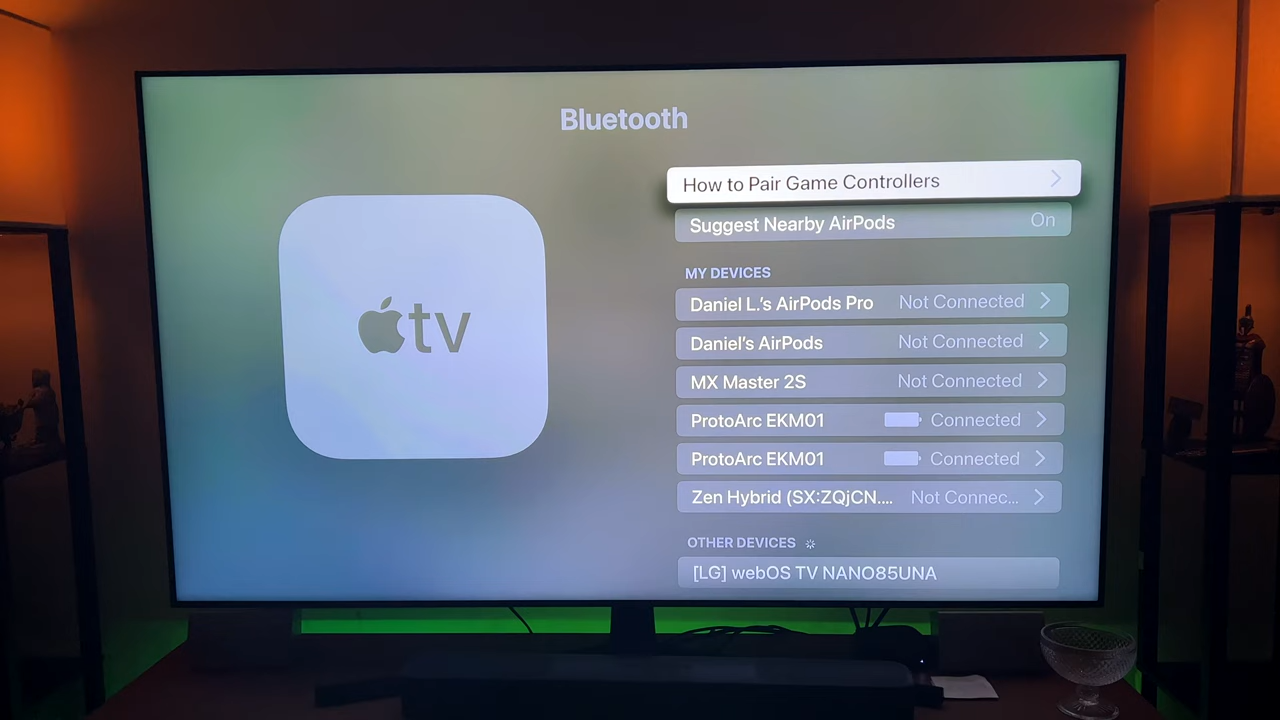 Bluetooth
tv
How to Pair Game Controllers
Suggest Nearby AirPods On
MY DEVICES
Daniel L.'s AirPods Pro Not Connected
Daniel's AirPods Not Connected
MX Master 2S Not Connected
ProtoArc EKM01 Connected
ProtoArc EKM01 Connected
Zen Hybrid (SX:ZQjCN.... Not Connec...
OTHER DEVICES
[LG] webOS TV NANO85UNA